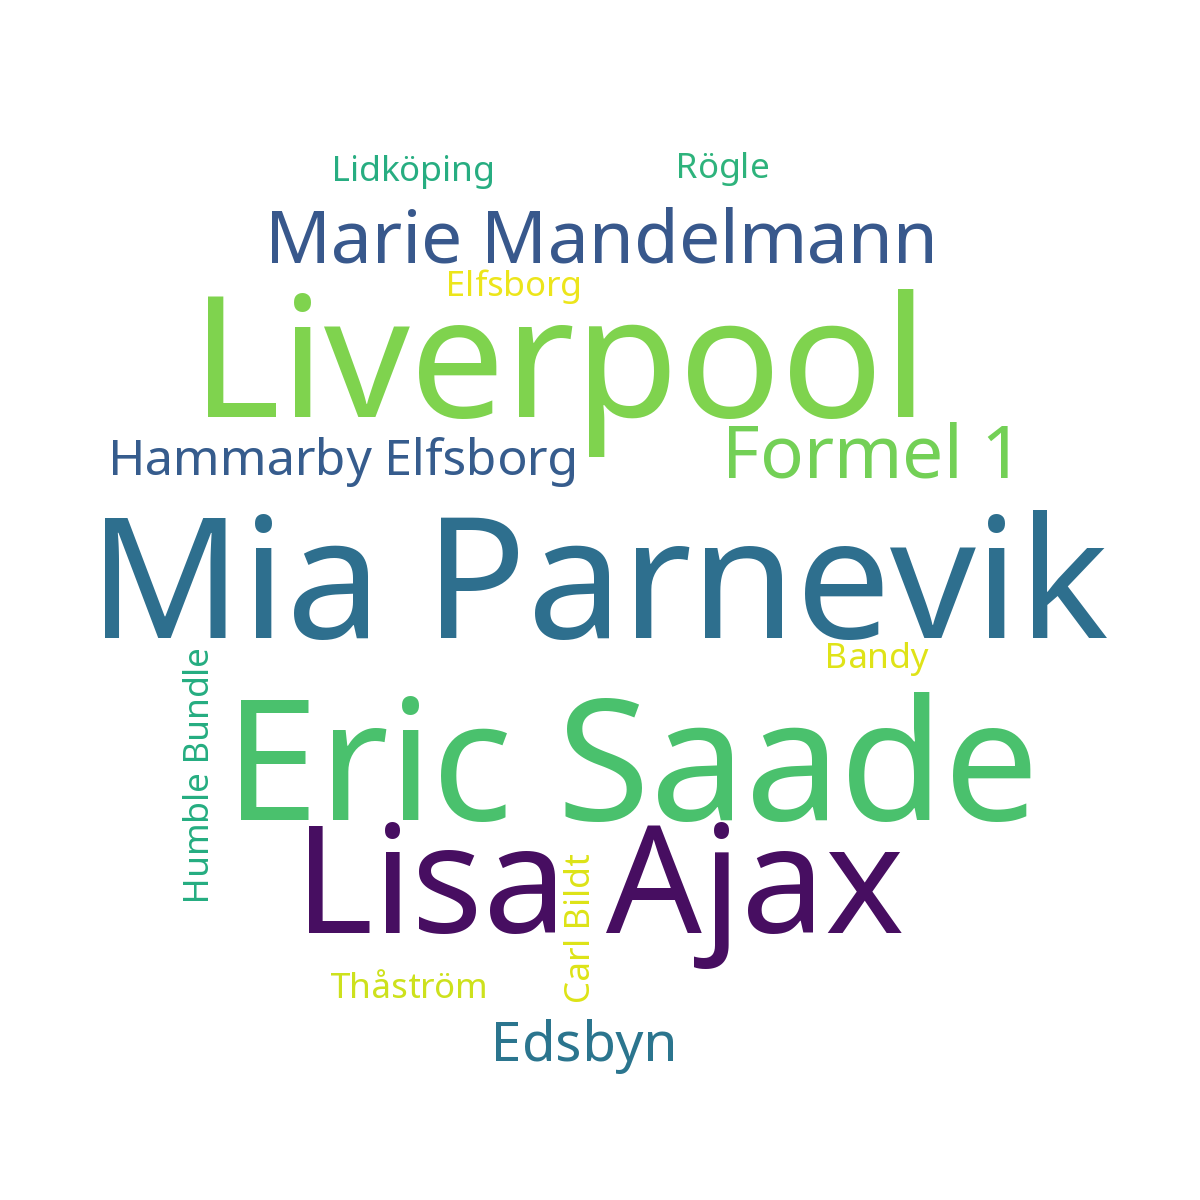 Lidköping
Rögle
Marie Mandelmann
Elfsborg
Liverpool
Hammarby Elfsborg
Formel 1
Mia Parnevik
Bandy
Humble Bundle
Eric Saade
Lisa Ajax
Carl Bildt
Thåström
Edsbyn